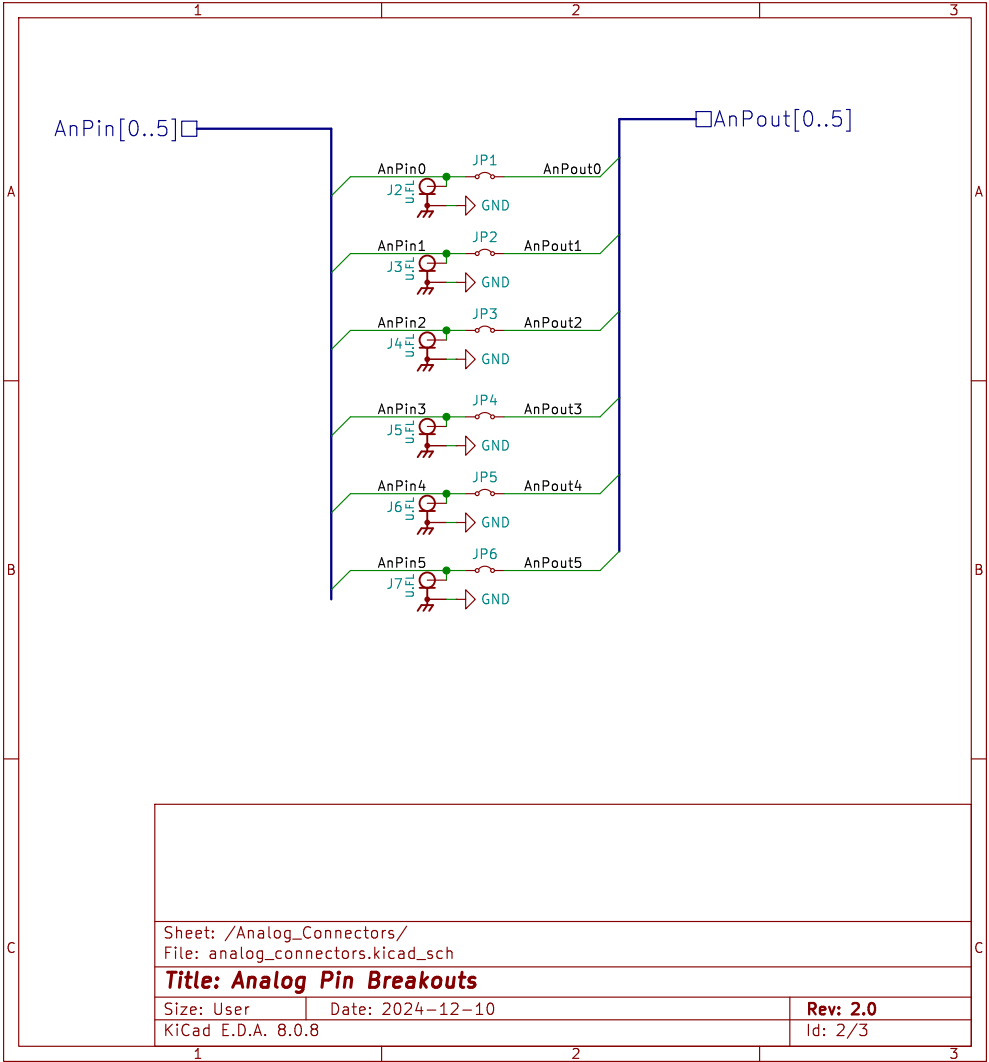 1 2 3
AnPin[0..5]
AnPout[0..5]
A A
AnPin0 JP1 AnPout0
J2 U.FL GND
AnPin1 JP2 AnPout1
J3 U.FL GND
AnPin2 JP3 AnPout2
J4 U.FL GND
AnPin3 JP4 AnPout3
J5 U.FL GND
AnPin4 JP5 AnPout4
J6 U.FL GND
B B
AnPin5 JP6 AnPout5
J7 U.FL GND
C C
Sheet: /Analog_Connectors/
File: analog_connectors.kicad_sch
Title: Analog Pin Breakouts
Size: User Date: 2024-12-10 Rev: 2.0
KiCad E.D.A. 8.0.8 Id: 2/3
1 2 3